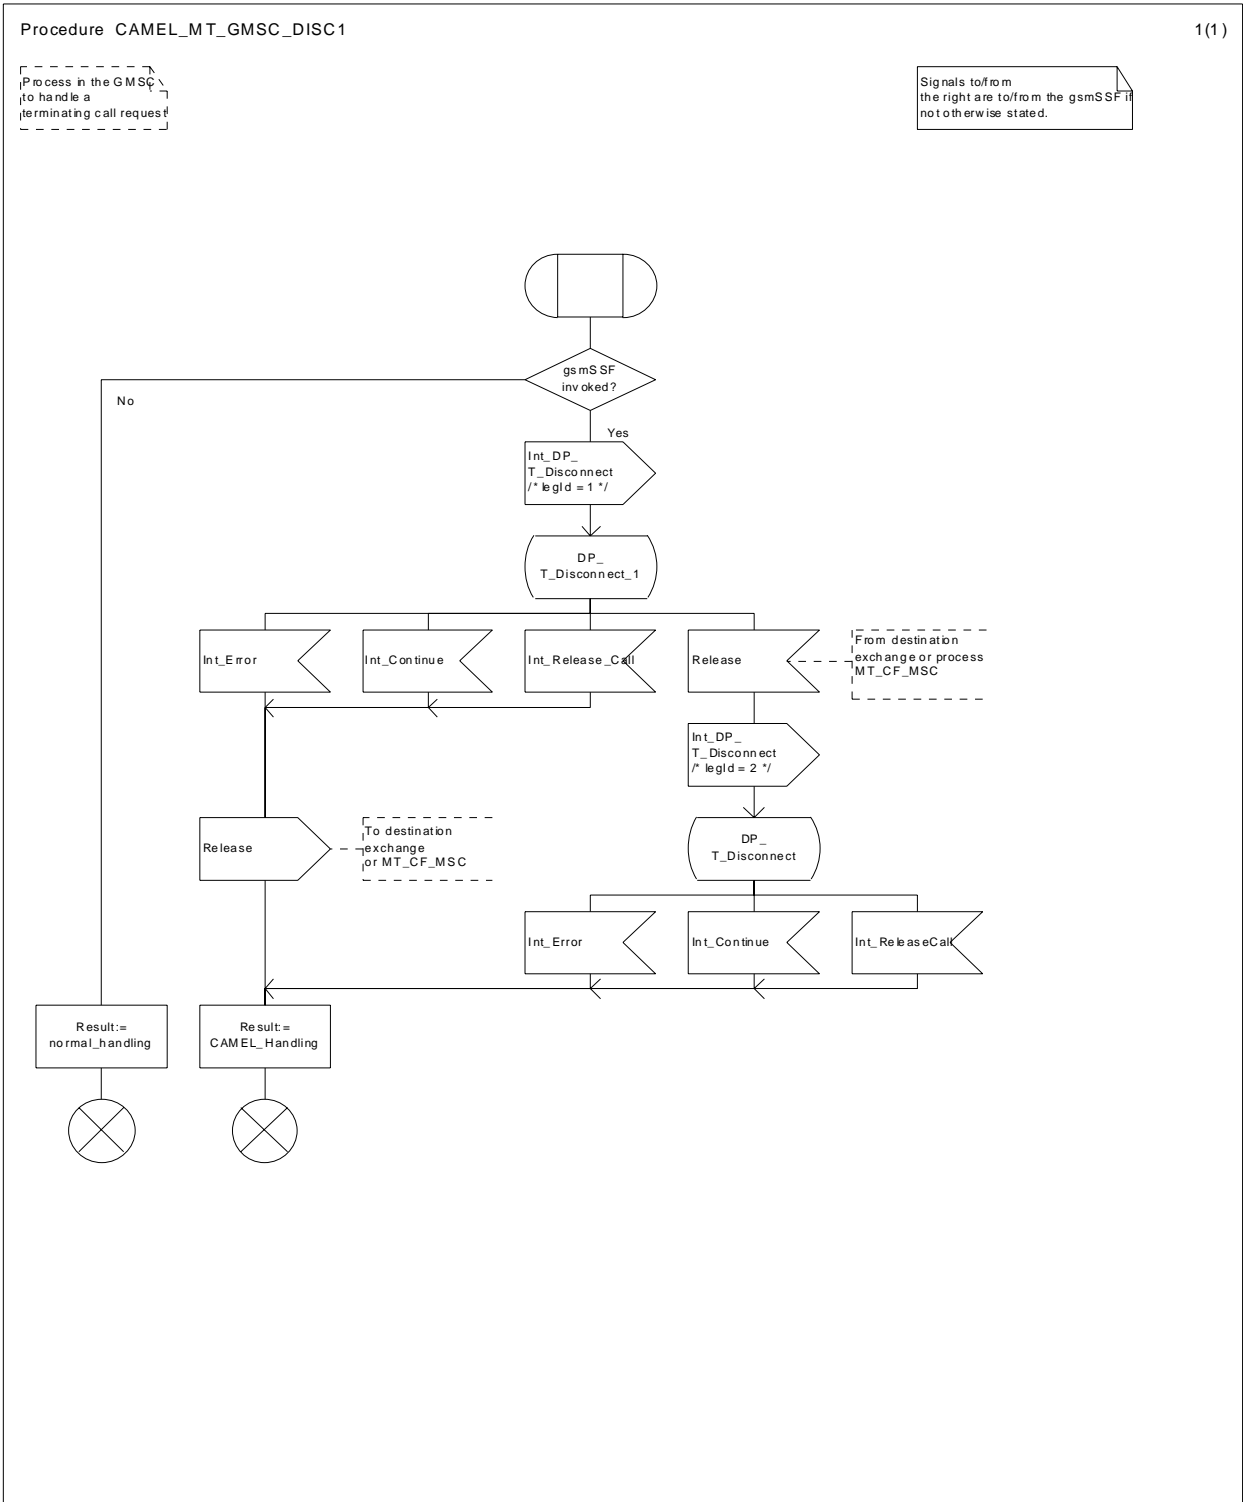 Procedure CAMEL_MT_GMSC_DISC1
1(1)
Process in the GMSC
to handle a
terminating call request
Signals to/from
the right are to/from the gsmSSF if
not otherwise stated.
gsmSSF
invoked?
No
Yes
Int_DP_
T_Disconnect
/* legId = 1 */
DP_
T_Disconnect_1
Int_Error
Int_Continue
Int_Release_Call
Release
From destination
exchange or process
MT_CF_MSC
Int_DP_
T_Disconnect
/* legId = 2 */
Release
To destination
exchange
or MT_CF_MSC
DP_
T_Disconnect
Int_Error
Int_Continue
Int_ReleaseCall
Result:=
normal_handling
Result:=
CAMEL_Handling